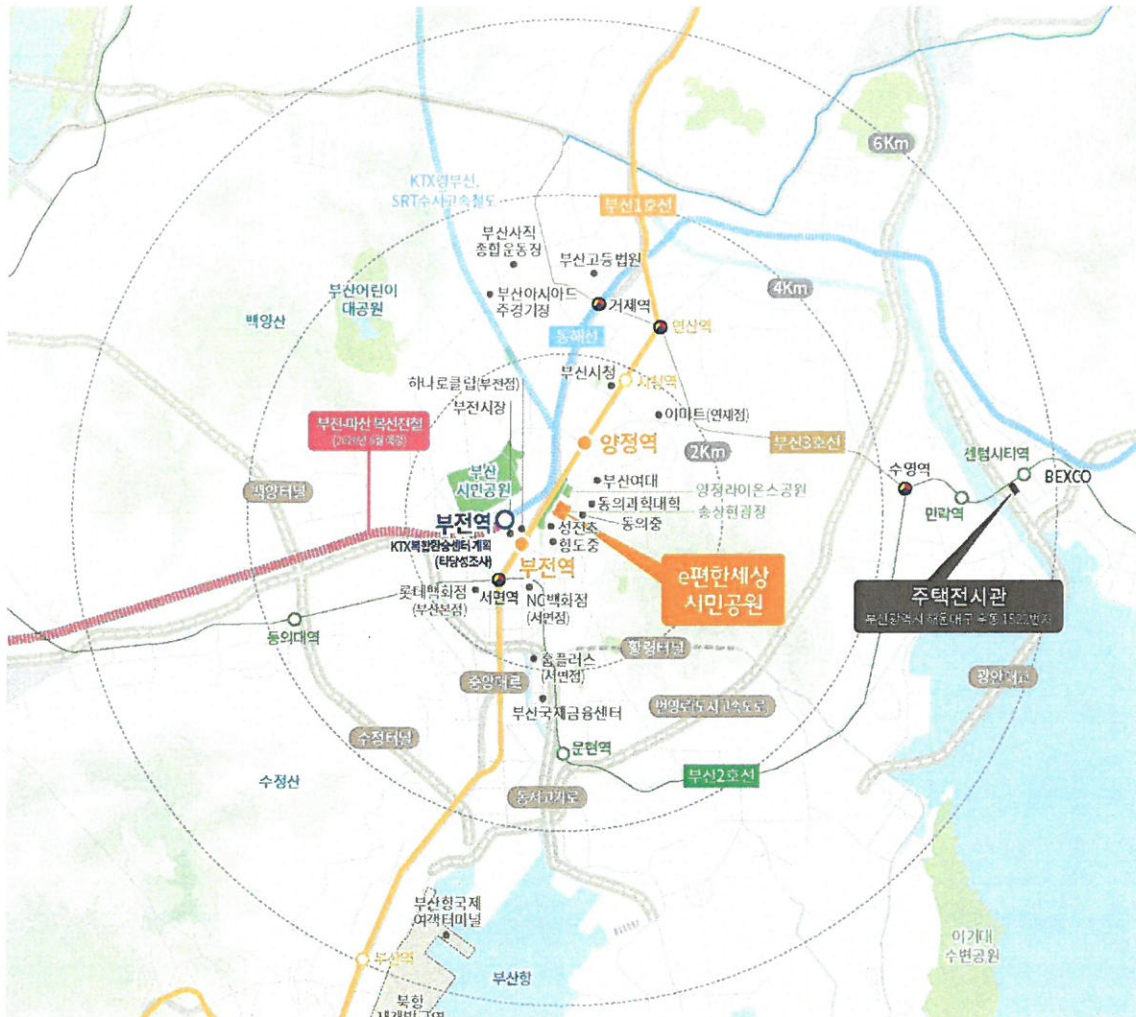 6Km
KTX경부선,
SRT수서고속철도
부산1호선
부산사직
종합운동장
부산고등법원
4Km
부산어린이
대공원
부산아시아드
주경기장
거제역
백양산
연산역
동해선
하나로클럽(부전점)
부산시청
시청역
부전시장
이마트(연제점)
부전-마산 복선전철
양정역
부산3호선
2Km
센텀시티역
BEXCO
부산
시민공원
부산여대
수영역
백양터널
양정라이온스공원
동의과학대학
민락역
송상현광장
부전역
성전초
동의중
KTX복합환승센터 계획
(타당성조사)
항도중
부전역
e편한세상
시민공원
롯데백화점
(부산본점)
서면역
NC백화점
(서면점)
주택전시관
동의대역
황령터널
홈플러스
(서면점)
중앙대로
광안대교
부산국제금융센터
번영로(도시고속도로)
수정터널
문현역
수정산
부산2호선
동서고가로
부산항국제
여객터미널
이기대
수변공원
부산역
부산항
북항